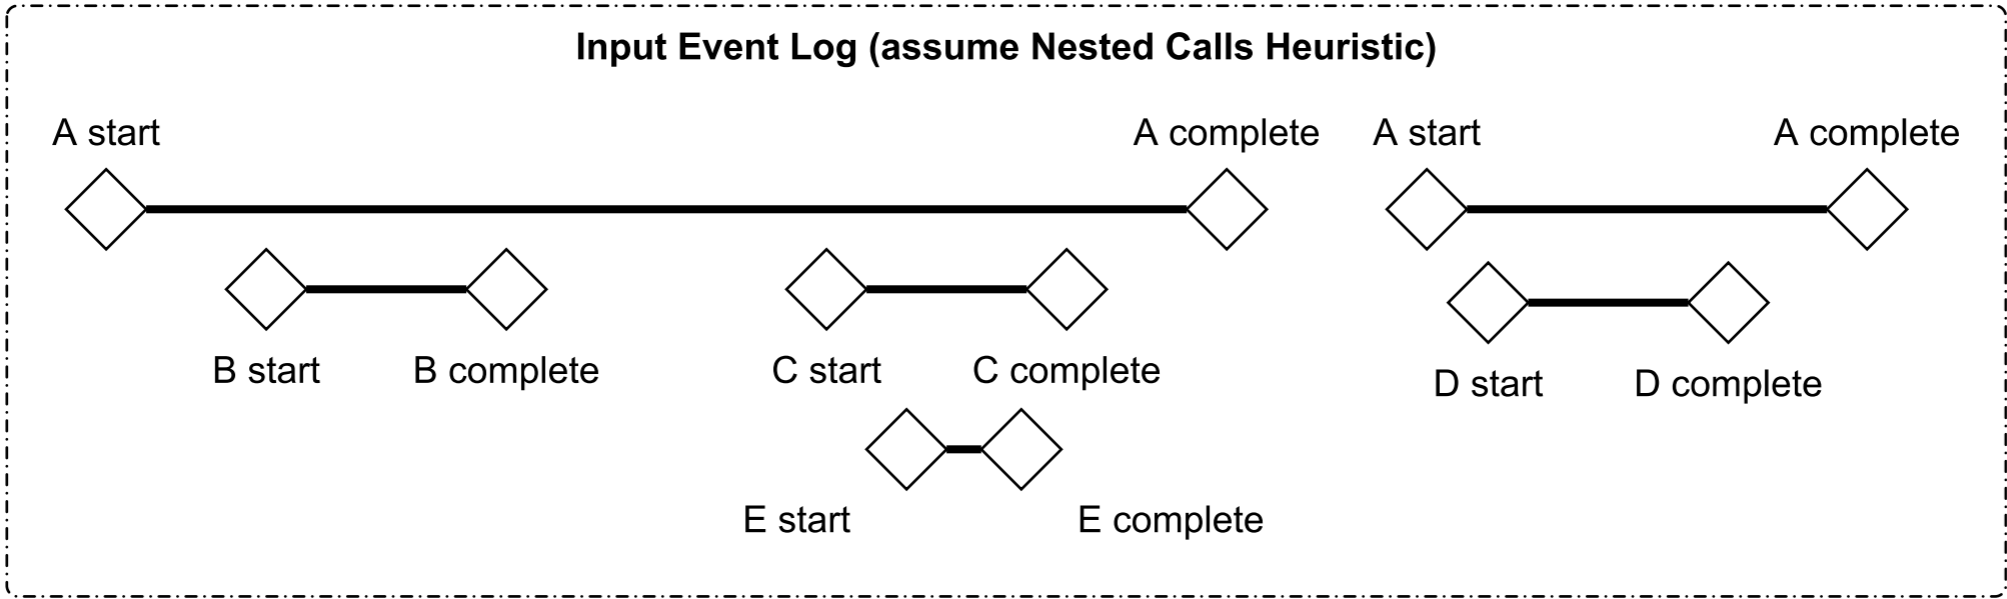 Input Event Log (assume Nested Calls Heuristic)
A start
A complete
A start
A complete
B start
B complete
C start
C complete
D start
D complete
E start
E complete